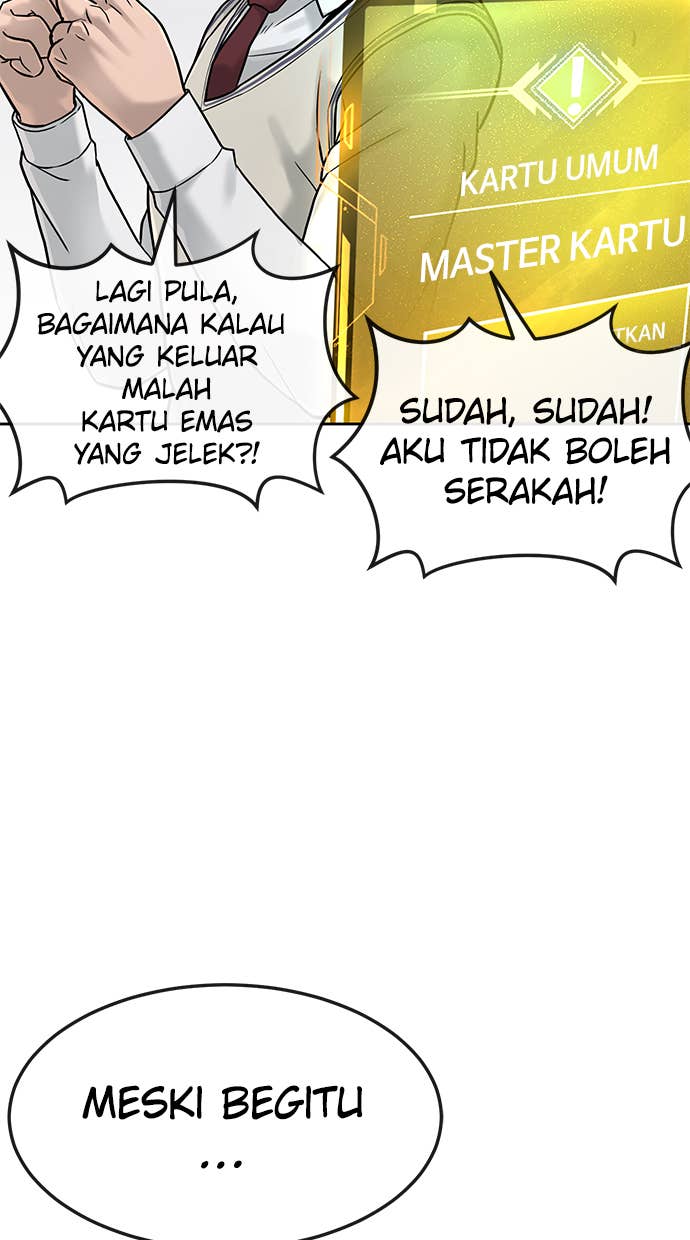 KARTU UMUM
MASTER KARTU
LAGI PULA,
BAGAIMANA KALAU
YANG KELUAR
MALAH
KARTU EMAS
YANG JELEK?!
SUDAH, SUDAH!
AKU TIDAK BOLEH
SERAKAH!
MESKI BEGITU
...